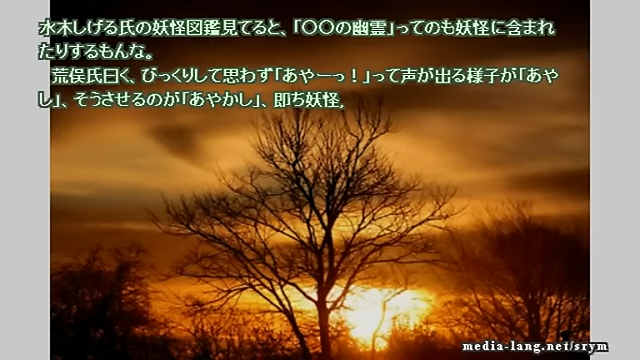 水木しげる氏の妖怪図鑑見てると、「〇〇の幽霊」ってのも妖怪に含まれ
たりするもんな。
　荒俣氏曰く、びっくりして思わず「あやーっ！」って声が出る様子が「あや
し」、そうさせるのが「あやかし」、即ち妖怪,
media-lang.net/srym